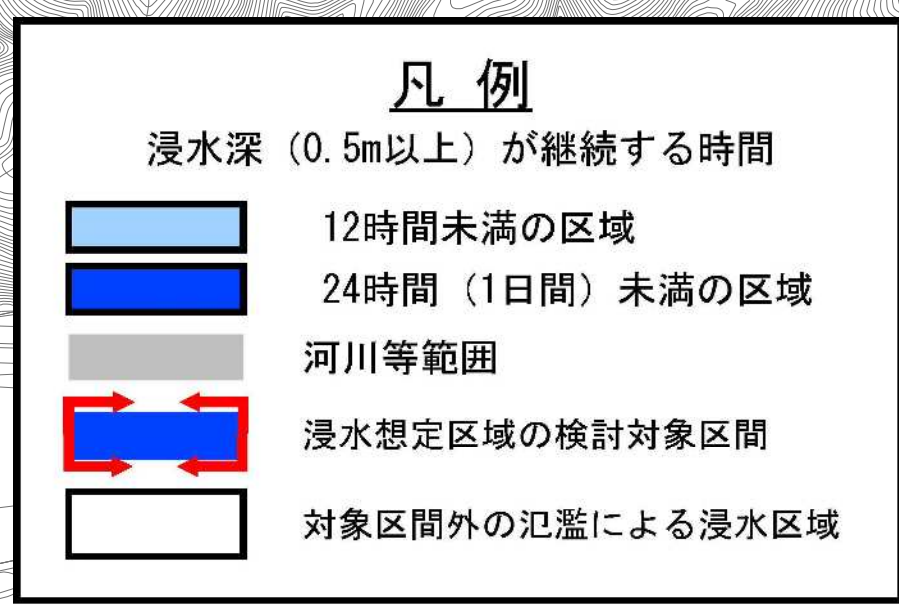 凡 例
浸水深（0.5m以上）が継続する時間
12時間未満の区域
24時間（1日間）未満の区域
河川等範囲
浸水想定区域の検討対象区間
対象区間外の氾濫による浸水区域